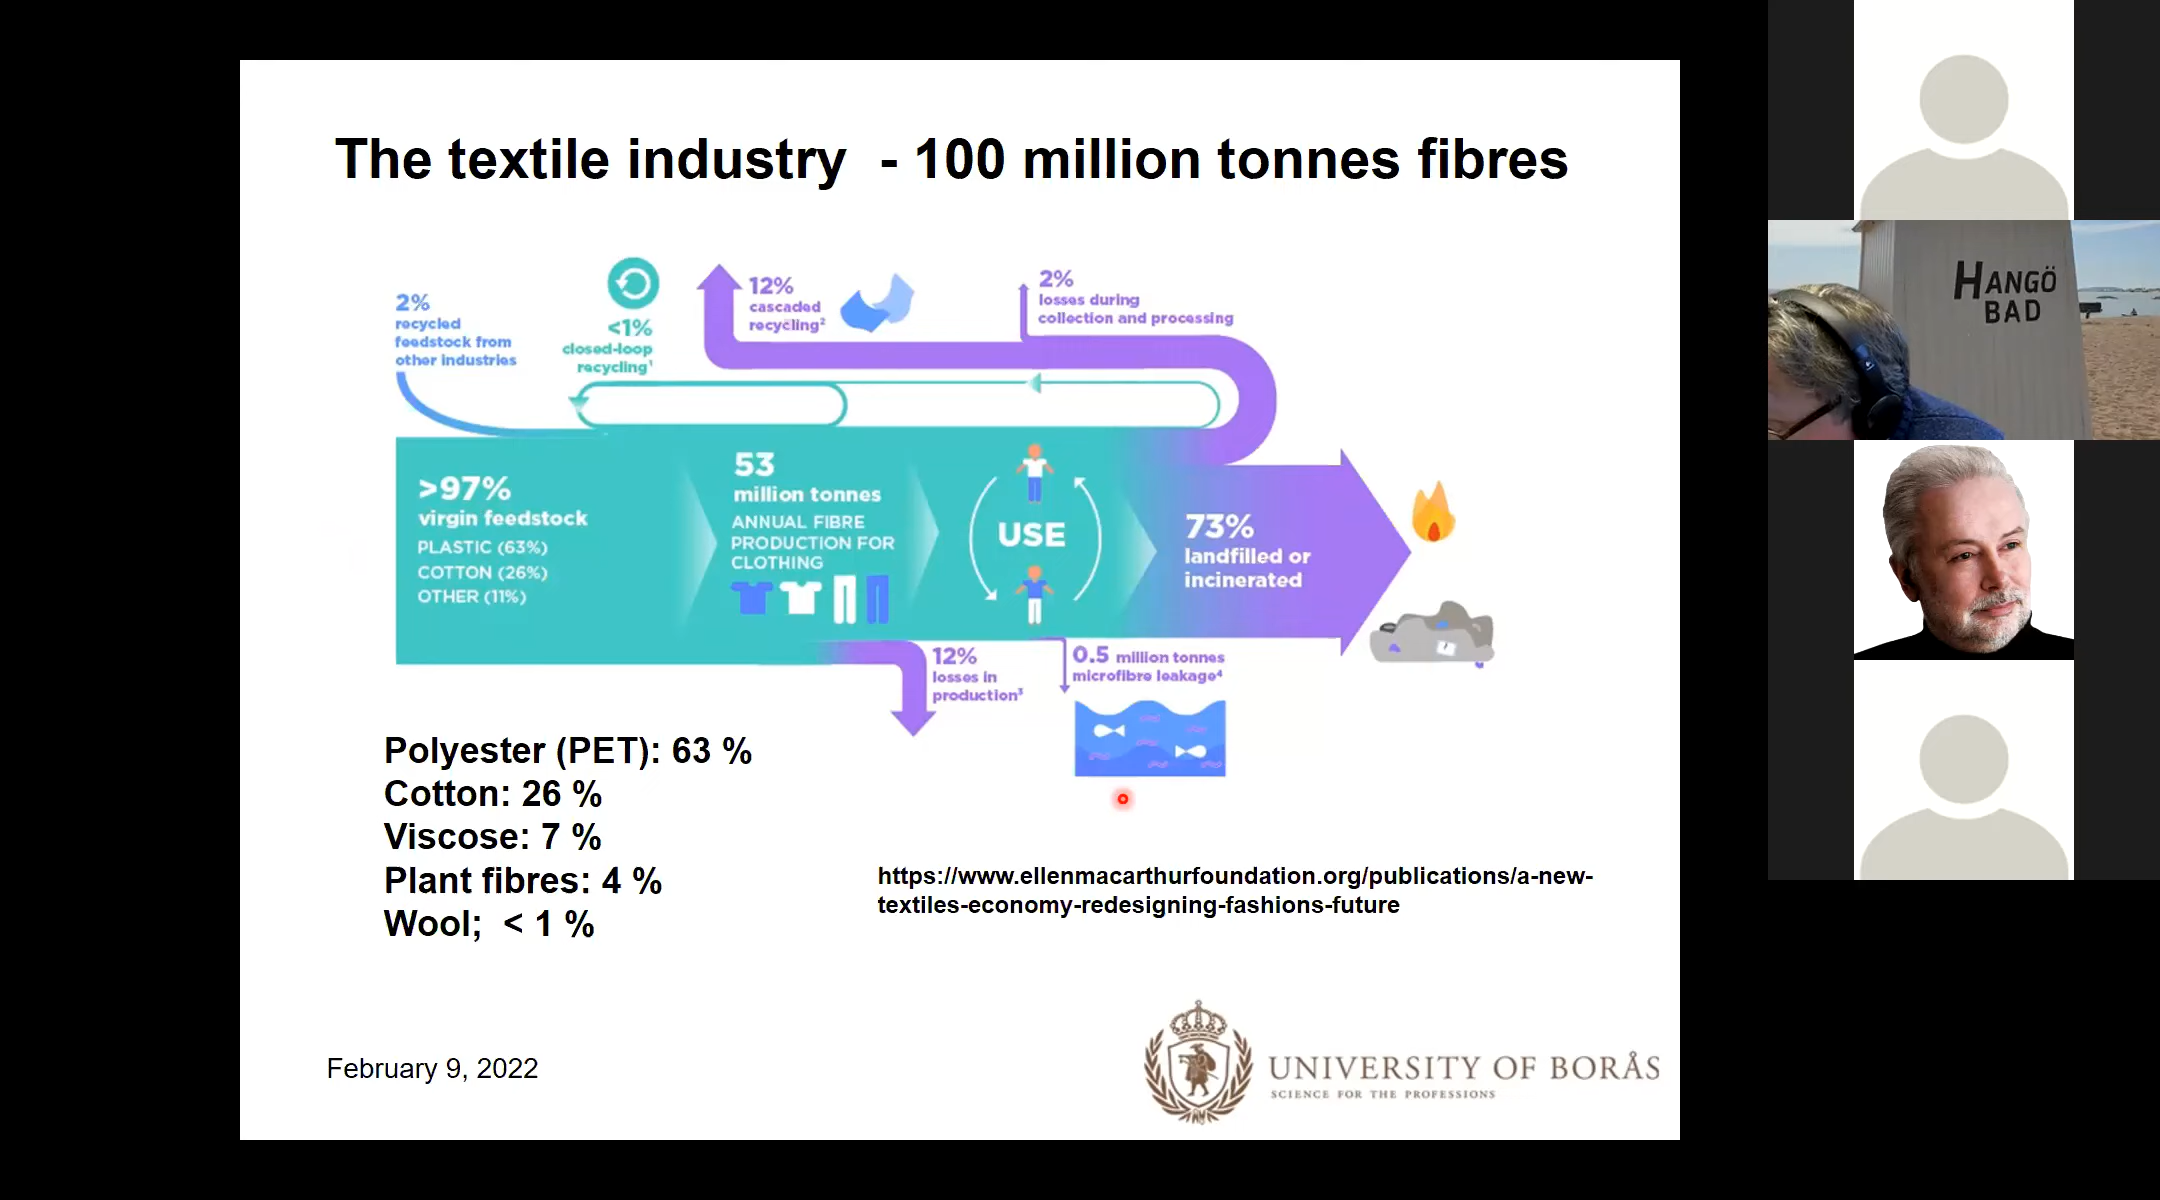 The textile industry - 100 million tonnes fibres
2%
recycled
feedstock from
other industries
<1%
closed-loop
recycling¹
12%
cascaded
recycling²
2%
losses during
collection and processing
>97%
virgin feedstock
PLASTIC (63%)
COTTON (26%)
OTHER (11%)
53
million tonnes
ANNUAL FIBRE
PRODUCTION FOR
CLOTHING
USE
73%
landfilled or
incinerated
12%
losses in
production³
0.5 million tonnes
microfibre leakage⁴
Polyester (PET): 63 %
Cotton: 26 %
Viscose: 7 %
Plant fibres: 4 %
Wool; < 1 %
https://www.ellenmacarthurfoundation.org/publications/a-new-
textiles-economy-redesigning-fashions-future
February 9, 2022
UNIVERSITY OF BORÅS
SCIENCE FOR THE PROFESSIONS
HANGÖ
BAD